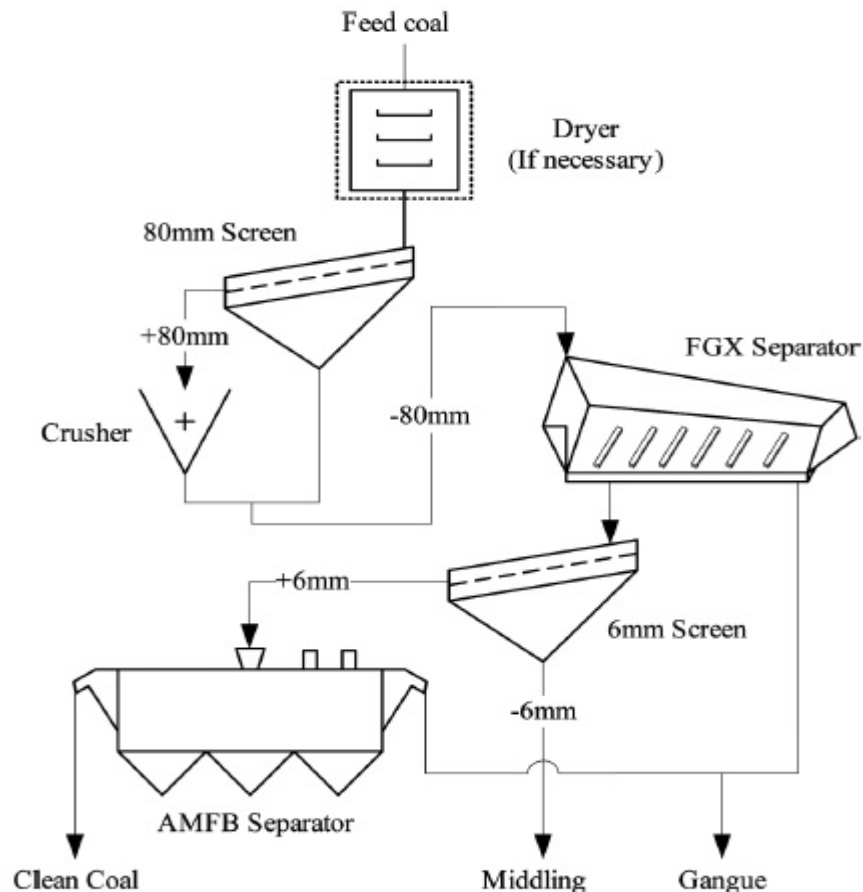 Feed coal
Dryer
(If necessary)
80mm Screen
+80mm
FGX Separator
Crusher
-80mm
+6mm
6mm Screen
-6mm
AMFB Separator
Clean Coal
Middling
Gangue